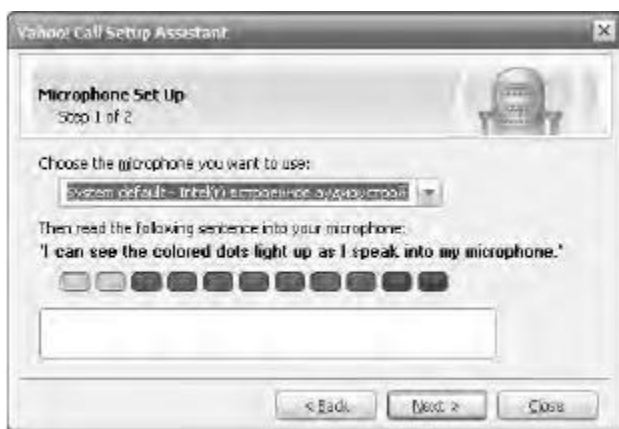 Yahoo! Call Setup Assistant
Microphone Set Up
Step 1 of 2
Choose the microphone you want to use:
System default - Intel(r) встроенное аудиоустрой
Then read the following sentence into your microphone:
"I can see the colored dots light up as I speak into my microphone."
< Back
Next >
Close